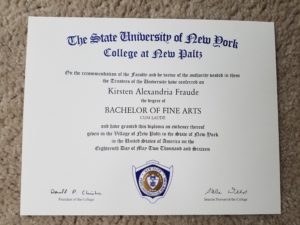 The State University of New York
College at New Paltz
On the recommendation of the Faculty and by virtue of the authority vested in them
the Trustees of the University have conferred on
Kirsten Alexandria Fraude
the degree of
BACHELOR OF FINE ARTS
CUM LAUDE
and have granted this diploma as evidence thereof
given in the Village of New Paltz in the State of New York
in the United States of America on the
Eighteenth Day of May Two Thousand and Sixteen
President of the College
Interim Provost of the College